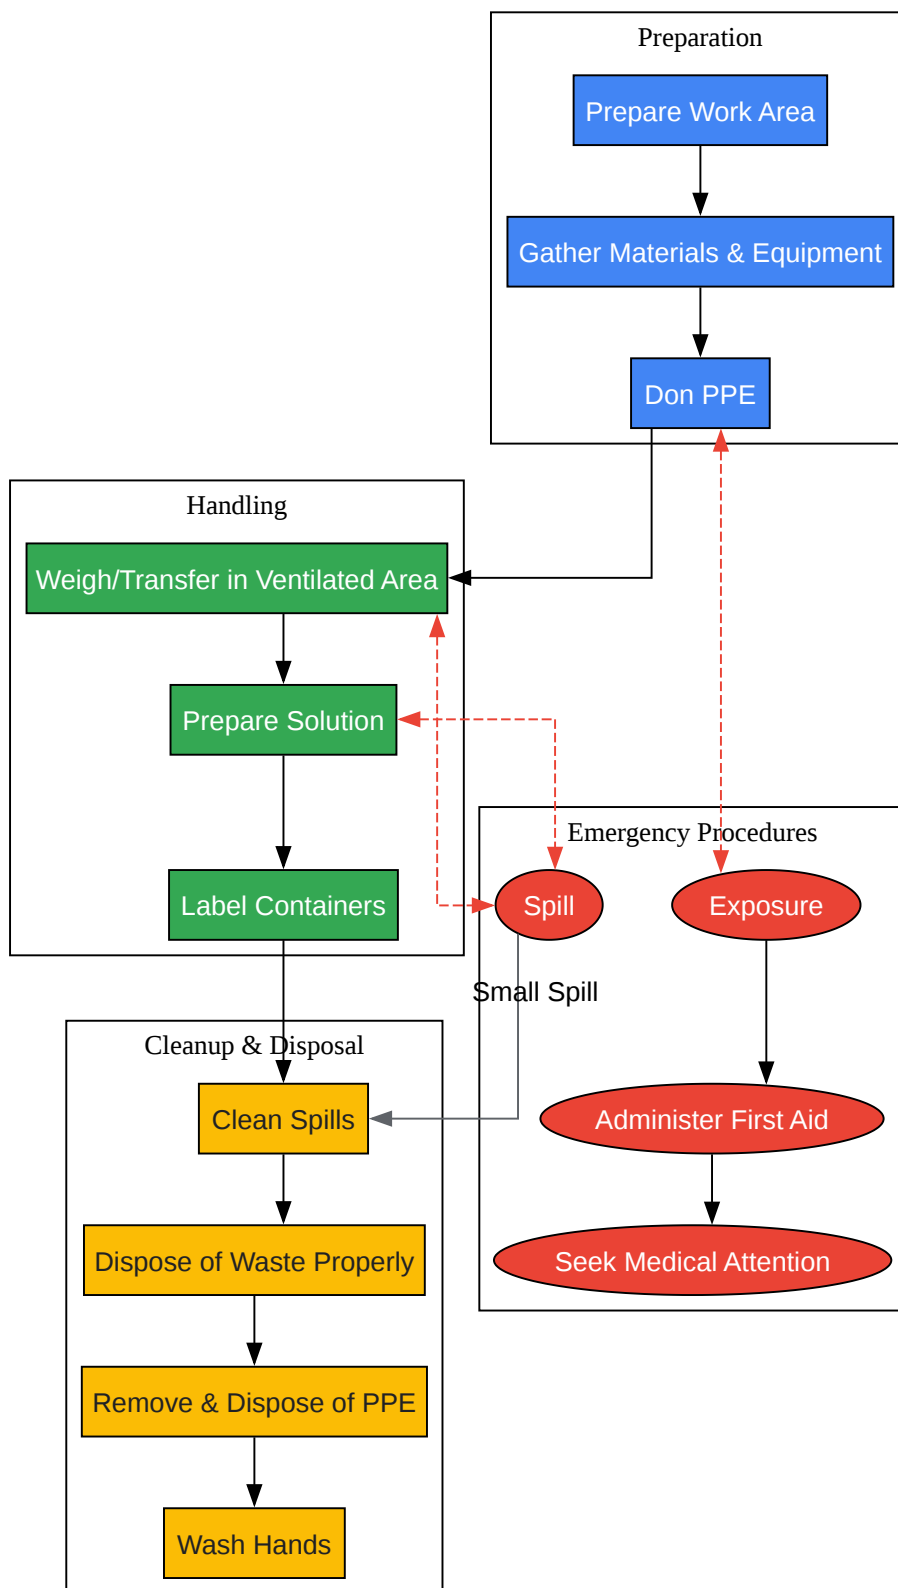 Preparation
Prepare Work Area
Gather Materials & Equipment
Don PPE
Handling
Weigh/Transfer in Ventilated Area
Prepare Solution
Label Containers
Emergency Procedures
Spill
Exposure
Small Spill
Administer First Aid
Seek Medical Attention
Cleanup & Disposal
Clean Spills
Dispose of Waste Properly
Remove & Dispose of PPE
Wash Hands